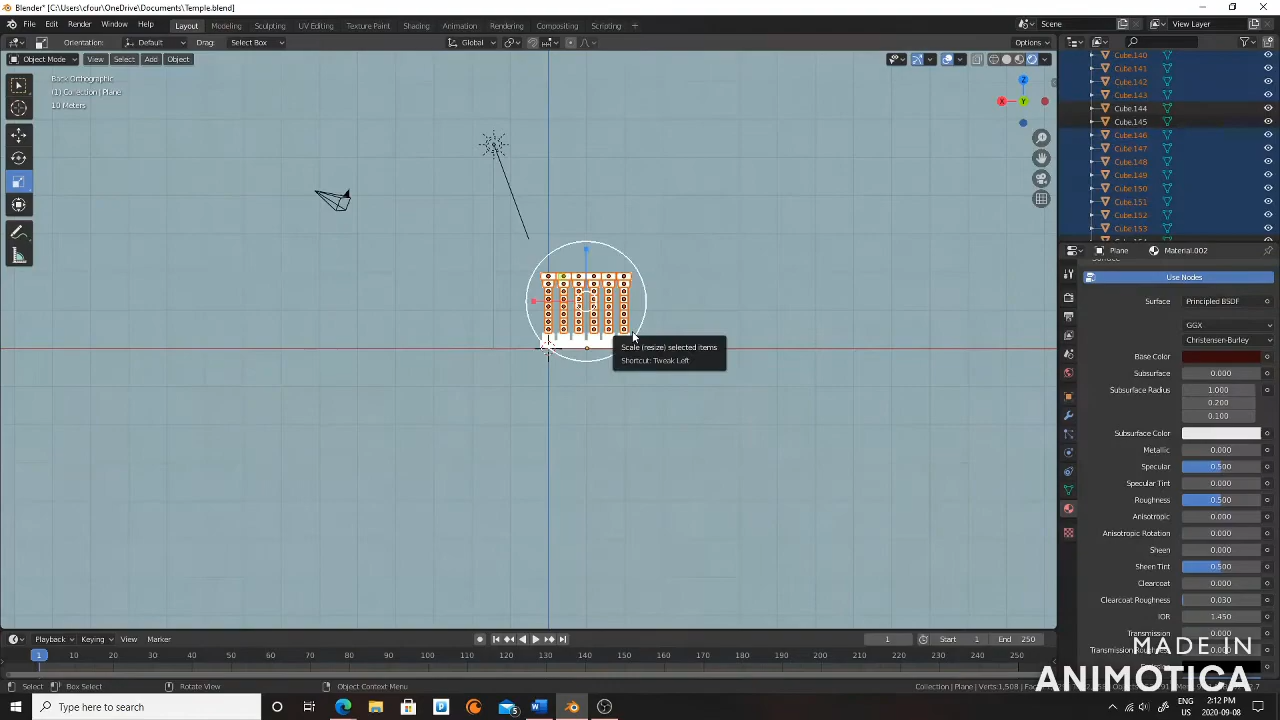 Blender* [C:\Users\cfour\OneDrive\Documents\Temple.blend]
File Edit Render Window Help Layout Modeling Sculpting UV Editing Texture Paint Shading Animation Rendering Compositing Scripting + Scene View Layer
Orientation: Default Drag: Select Box Global Options
Object Mode View Select Add Object
Back Orthographic
(1) Collection | Plane
10 Meters
Z
X
Y
Scale (resize) selected items
Shortcut: Tweak Left
Cube.140
Cube.141
Cube.142
Cube.143
Cube.144
Cube.145
Cube.146
Cube.147
Cube.148
Cube.149
Cube.150
Cube.151
Cube.152
Cube.153
Plane > Material.002
Use Nodes
Surface Principled BSDF
GGX
Christensen-Burley
Base Color
Subsurface 0.000
Subsurface Radius 1.000
0.200
0.100
Subsurface Color
Metallic 0.000
Specular 0.500
Specular Tint 0.000
Roughness 0.500
Anisotropic 0.000
Anisotropic Rotation 0.000
Sheen 0.000
Sheen Tint 0.500
Clearcoat 0.000
Clearcoat Roughness 0.030
IOR 1.450
Transmission 0.000
Playback Keying View Marker 1 Start 1 End 250
1 10 20 30 40 50 60 70 80 90 100 110 120 130 140 150 160 170 180 190 200 210 220 230 240 250
Select Box Select Rotate View Object Context Menu Collection | Plane | Verts:1,508
MADE IN
ANIMOTICA
Type here to search 5 ENG 2:12 PM
US 2020-09-08